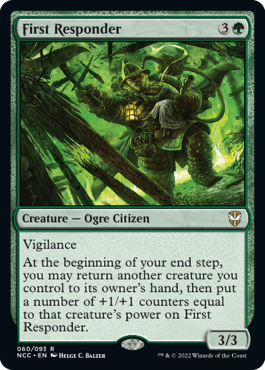 First Responder 3
Creature — Ogre Citizen
Vigilance
At the beginning of your end step,
you may return another creature you
control to its owner's hand, then put
a number of +1/+1 counters equal
to that creature's power on First
Responder.
3/3
060/093 R
NCC • EN HELGE C. BALZER
™ & © 2022 Wizards of the Coast